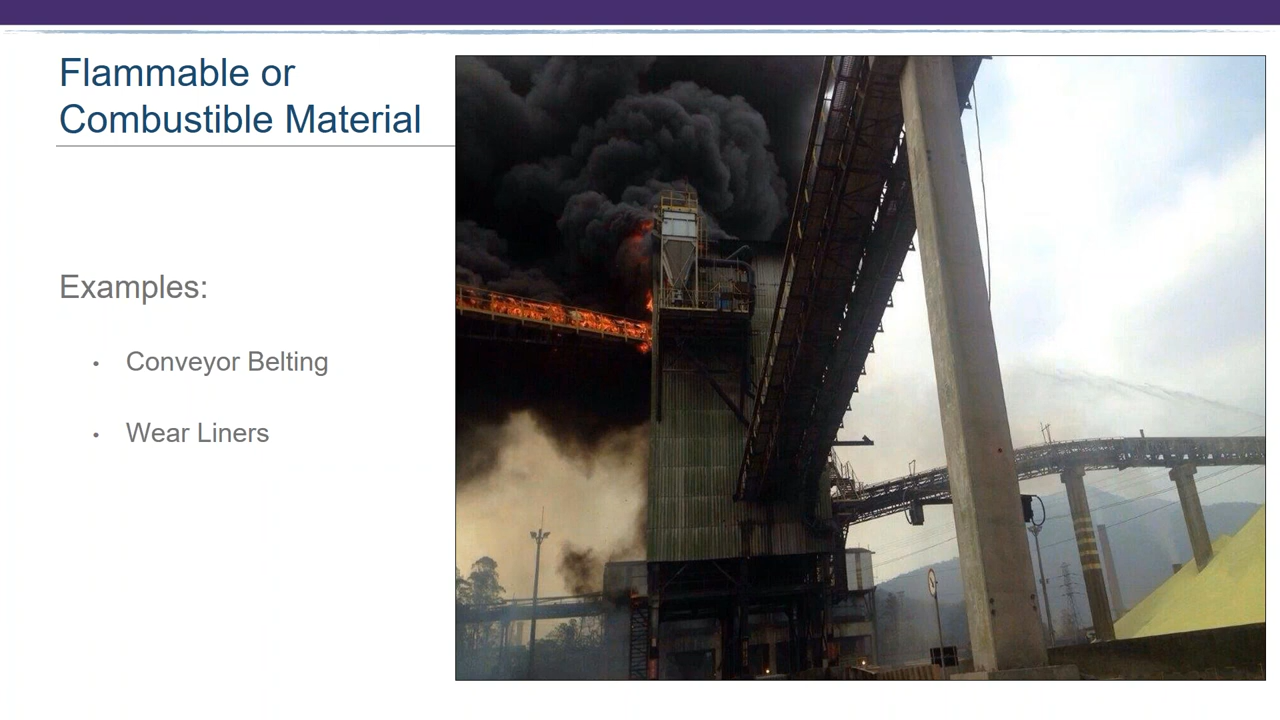 Flammable or
Combustible Material
Examples:
• Conveyor Belting
• Wear Liners